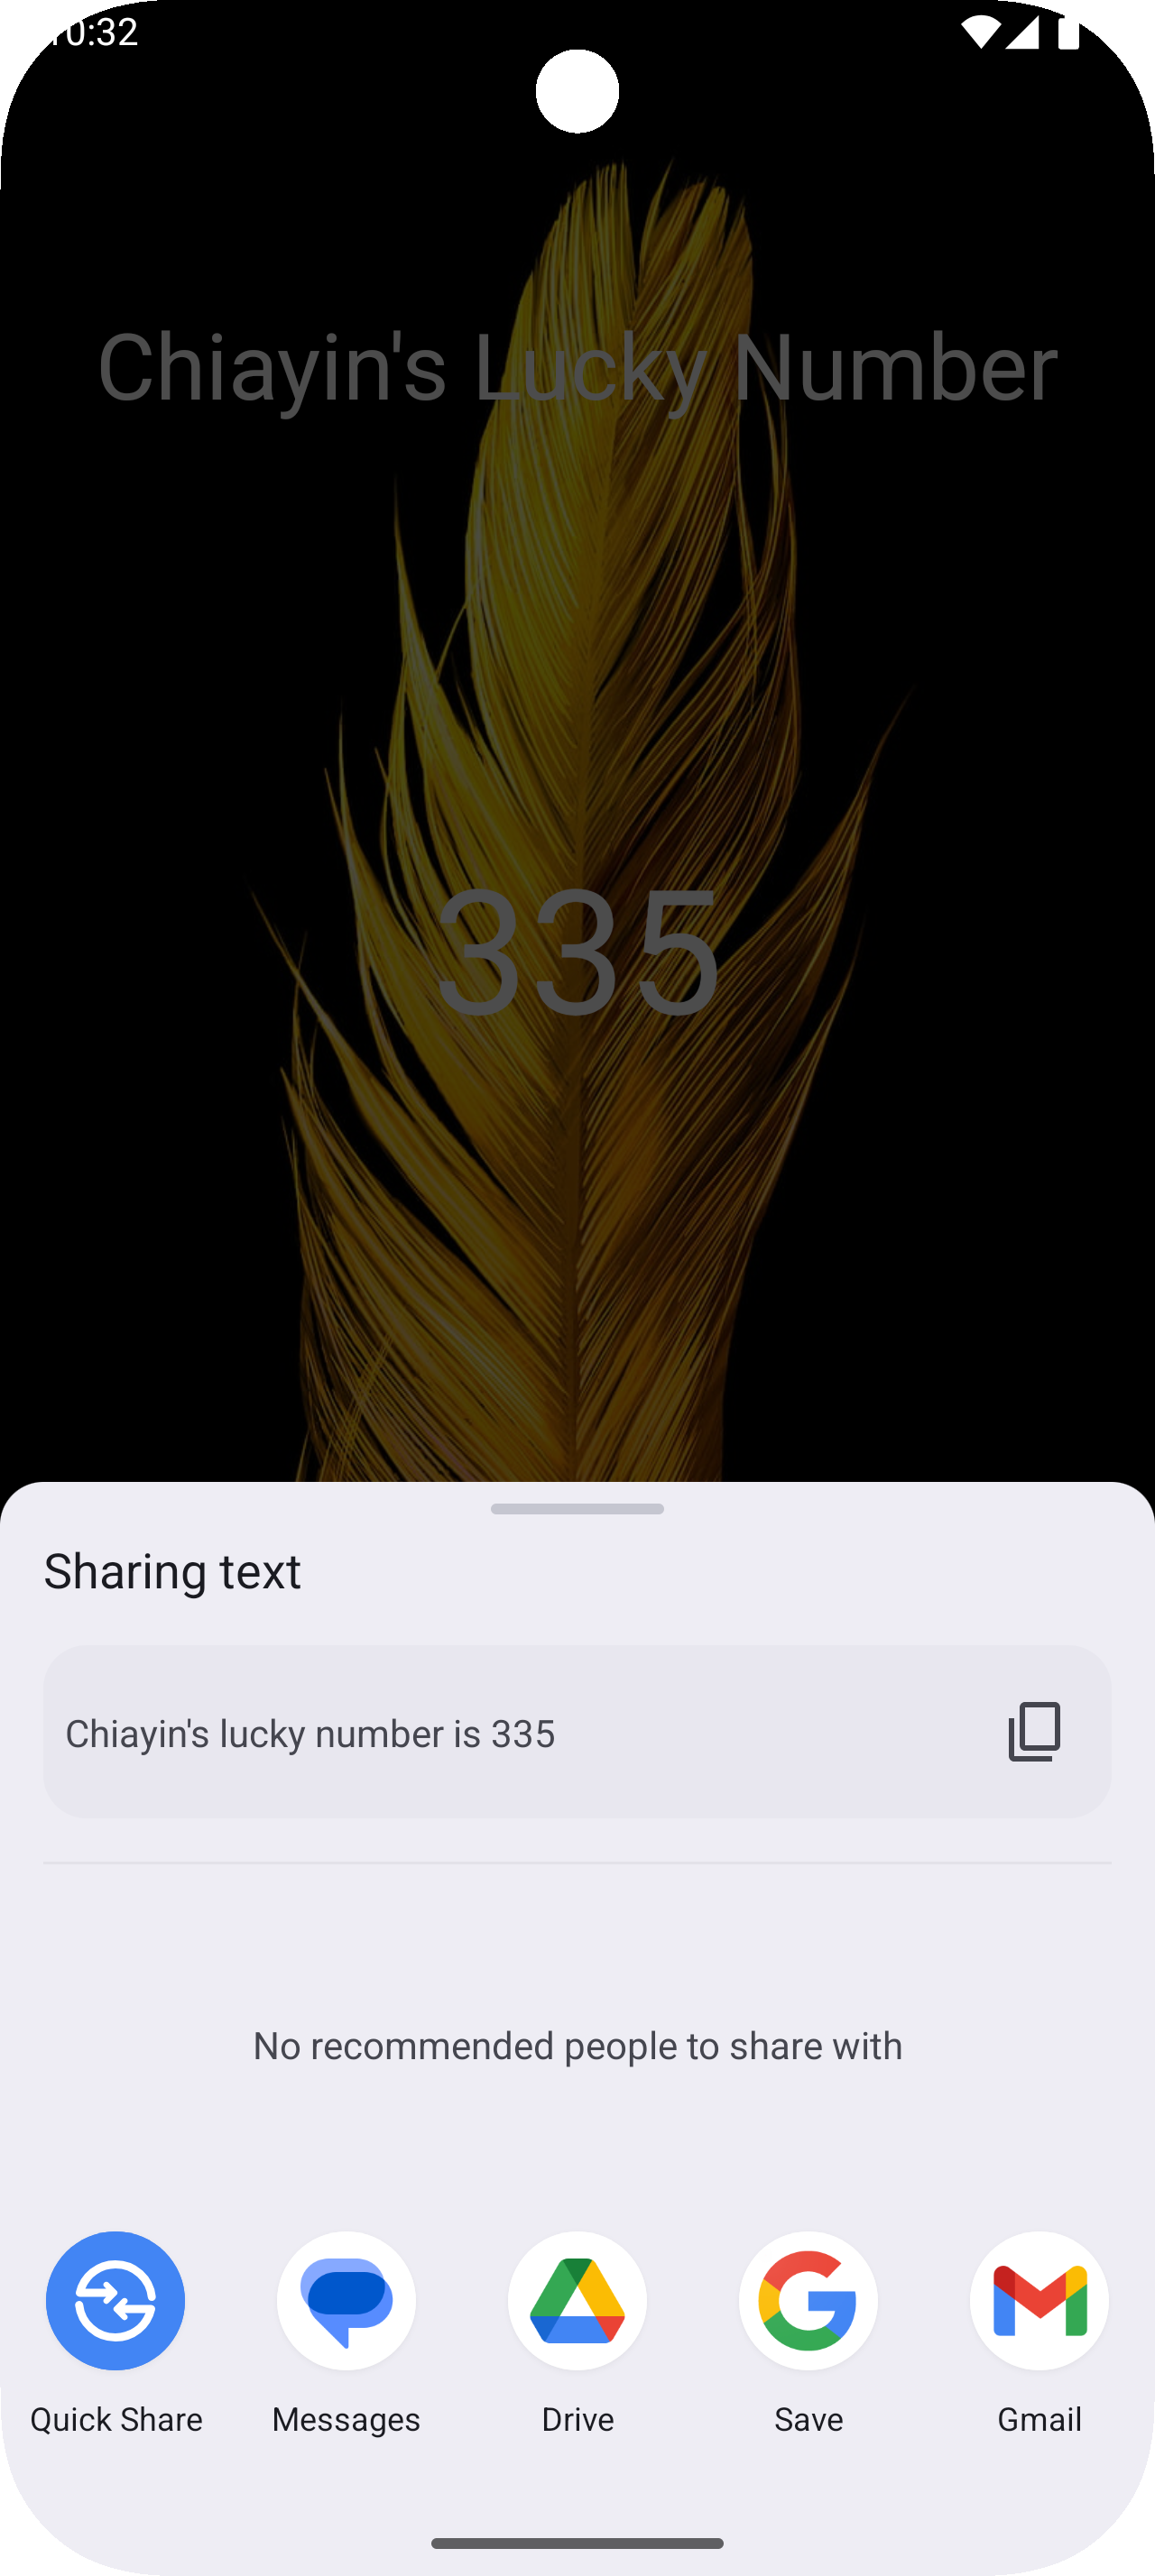 10:32
Chiayin's Lucky Number
335
Sharing text
Chiayin's lucky number is 335
No recommended people to share with
Quick Share
Messages
Drive
Save
Gmail